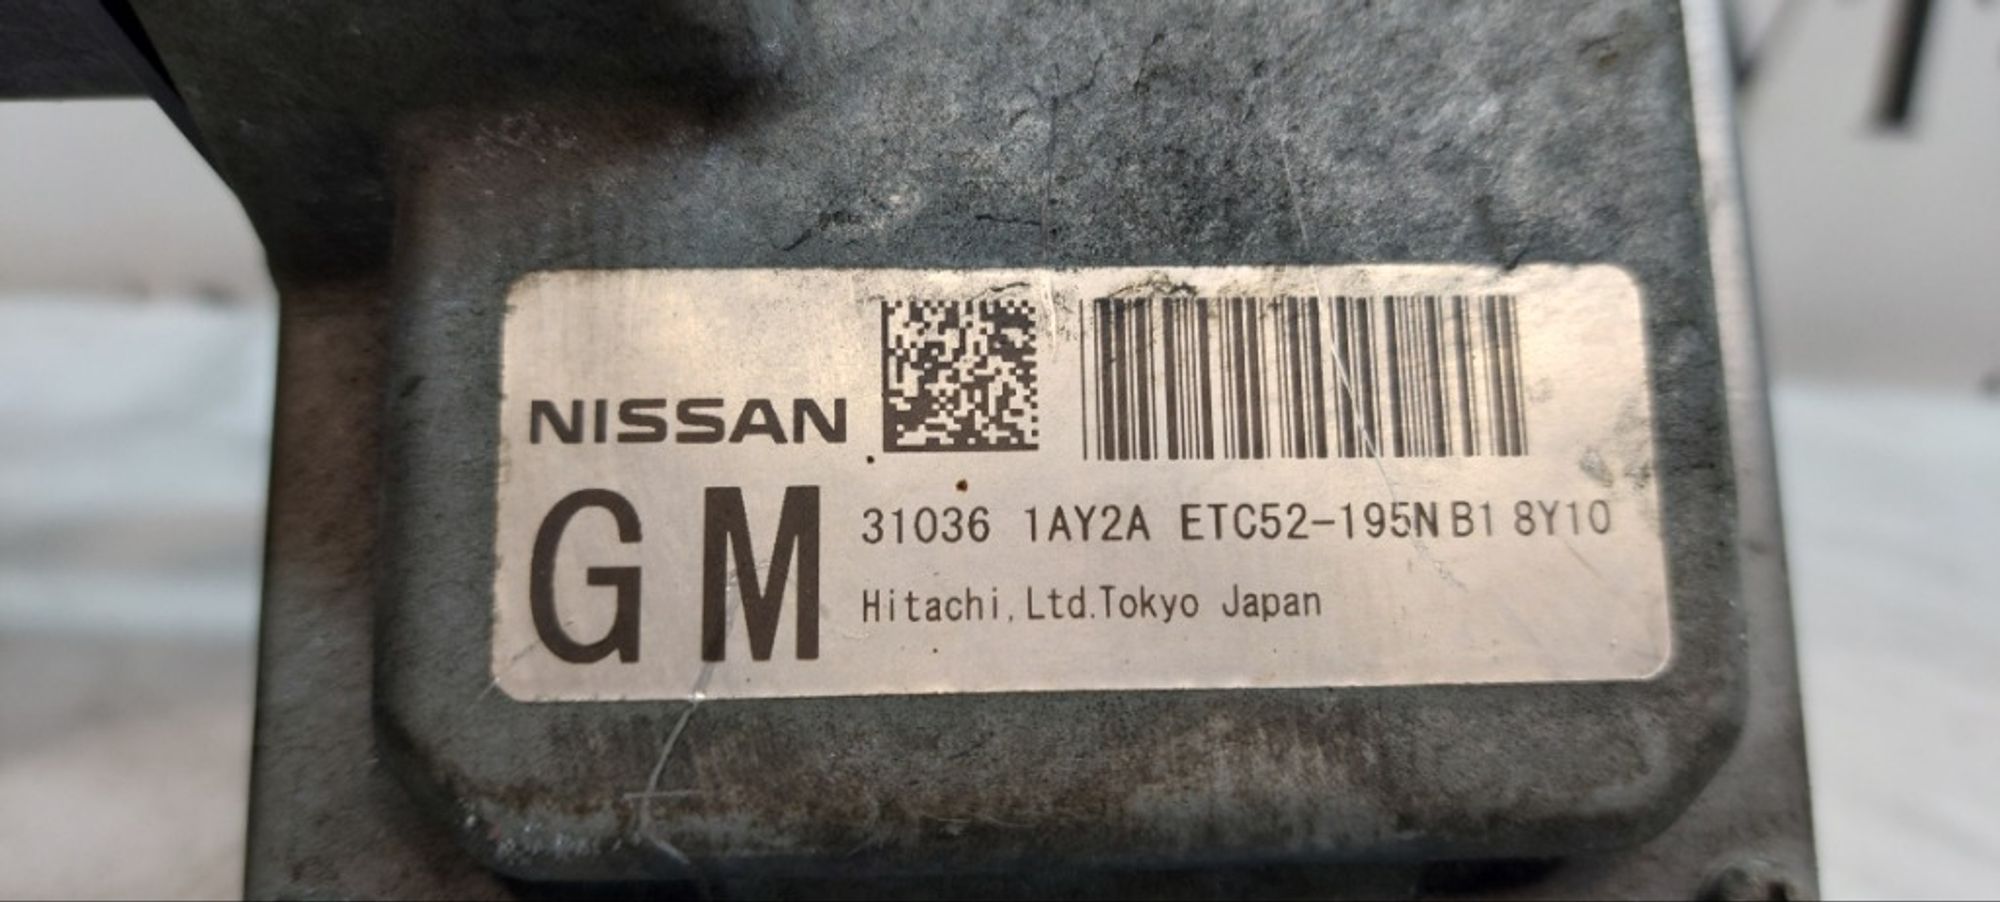 NISSAN
GM
31036 1AY2A ETC52-195N B1 8Y10
Hitachi,Ltd.Tokyo Japan